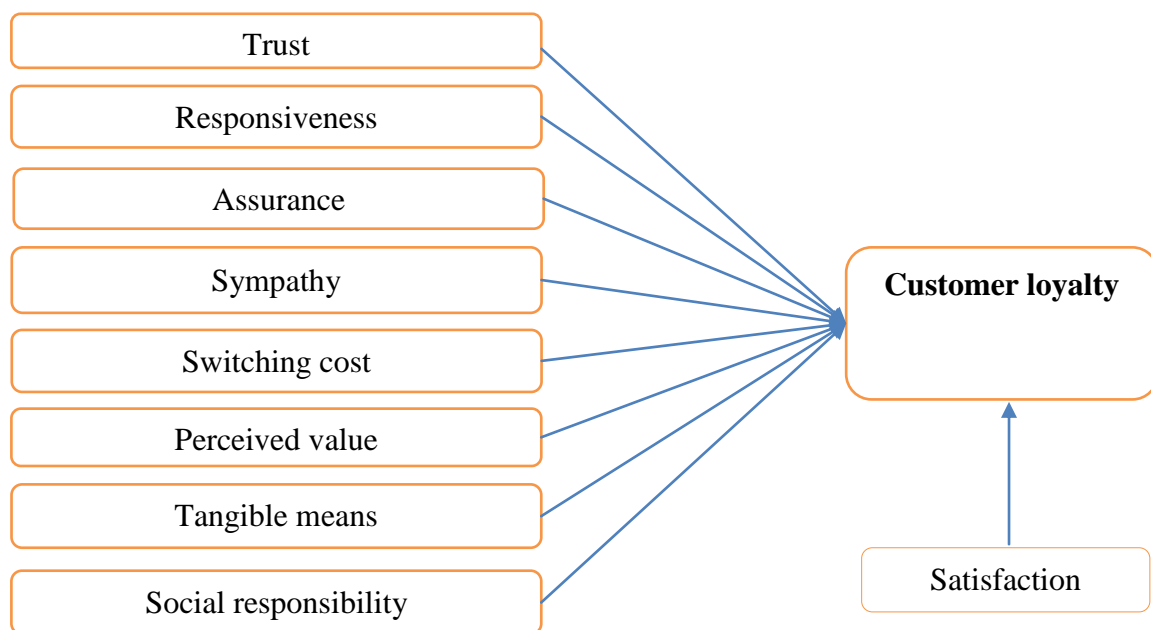 Trust
Responsiveness
Assurance
Sympathy
Switching cost
Perceived value
Tangible means
Social responsibility
Customer loyalty
Satisfaction